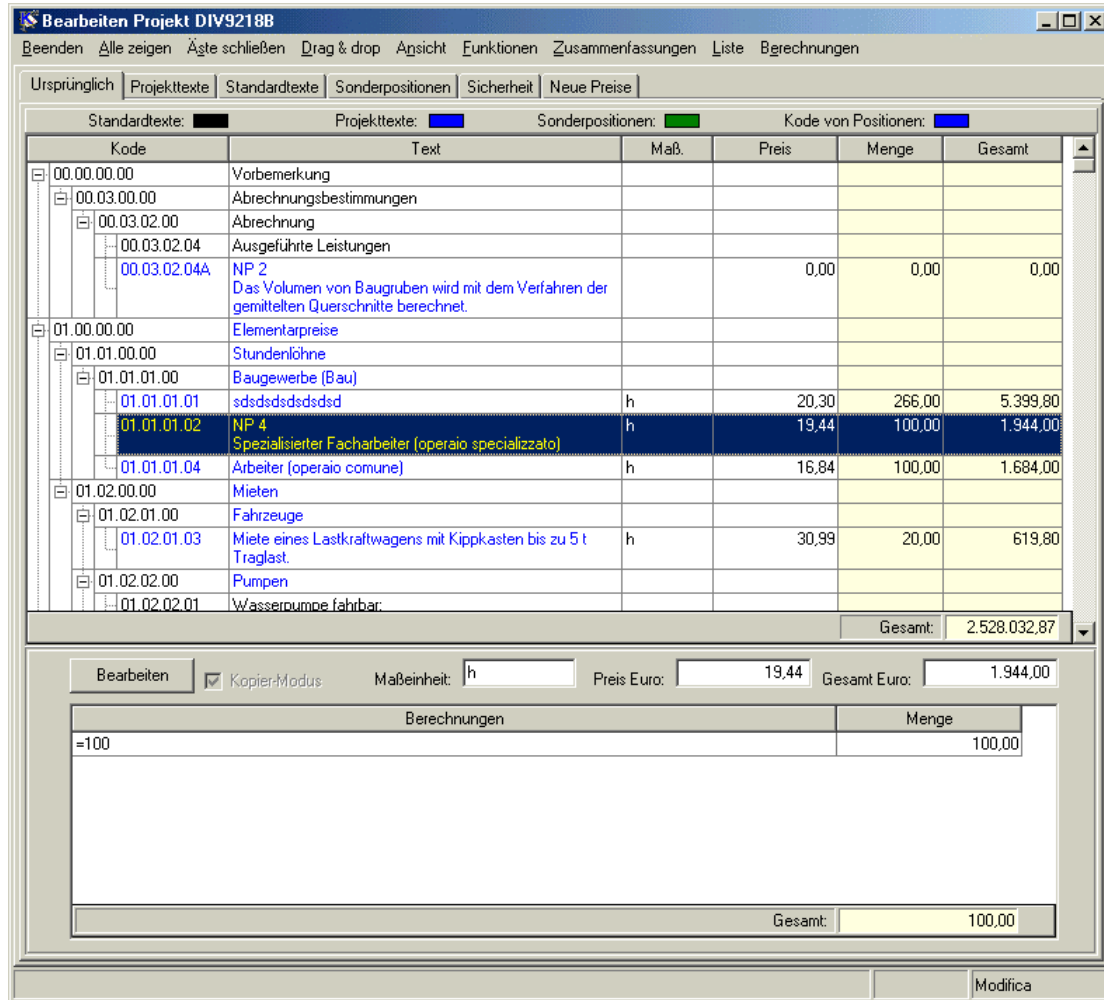 Bearbeiten Projekt DIV9218B
Beenden Alle zeigen Äste schließen Drag & drop Ansicht Funktionen Zusammenfassungen Liste Berechnungen
Ursprünglich Projekttexte Standardtexte Sonderpositionen Sicherheit Neue Preise
Standardtexte: Projekttexte: Sonderpositionen: Kode von Positionen:
Kode Text Maß. Preis Menge Gesamt
00.00.00.00 Vorbemerkung
00.03.00.00 Abrechnungsbestimmungen
00.03.02.00 Abrechnung
00.03.02.04 Ausgeführte Leistungen
00.03.02.04A NP 2 0,00 0,00 0,00
Das Volumen von Baugruben wird mit dem Verfahren der
gemittelten Querschnitte berechnet.
01.00.00.00 Elementarpreise
01.01.00.00 Stundenlöhne
01.01.01.00 Baugewerbe (Bau)
01.01.01.01 sdsdsdsdsdsdsd h 20,30 266,00 5.399,80
01.01.01.02 NP 4 h 19,44 100,00 1.944,00
Spezialisierter Facharbeiter (operaio specializzato)
01.01.01.04 Arbeiter (operaio comune) h 16,84 100,00 1.684,00
01.02.00.00 Mieten
01.02.01.00 Fahrzeuge
01.02.01.03 Miete eines Lastkraftwagens mit Kippkasten bis zu 5 t h 30,99 20,00 619,80
Traglast.
01.02.02.00 Pumpen
01.02.02.01 Wasserpumpe fahrbar:
Gesamt: 2.528.032,87
Bearbeiten Kopier-Modus Maßeinheit: h Preis Euro: 19,44 Gesamt Euro: 1.944,00
Berechnungen Menge
=100 100,00
Gesamt: 100,00
Modifica